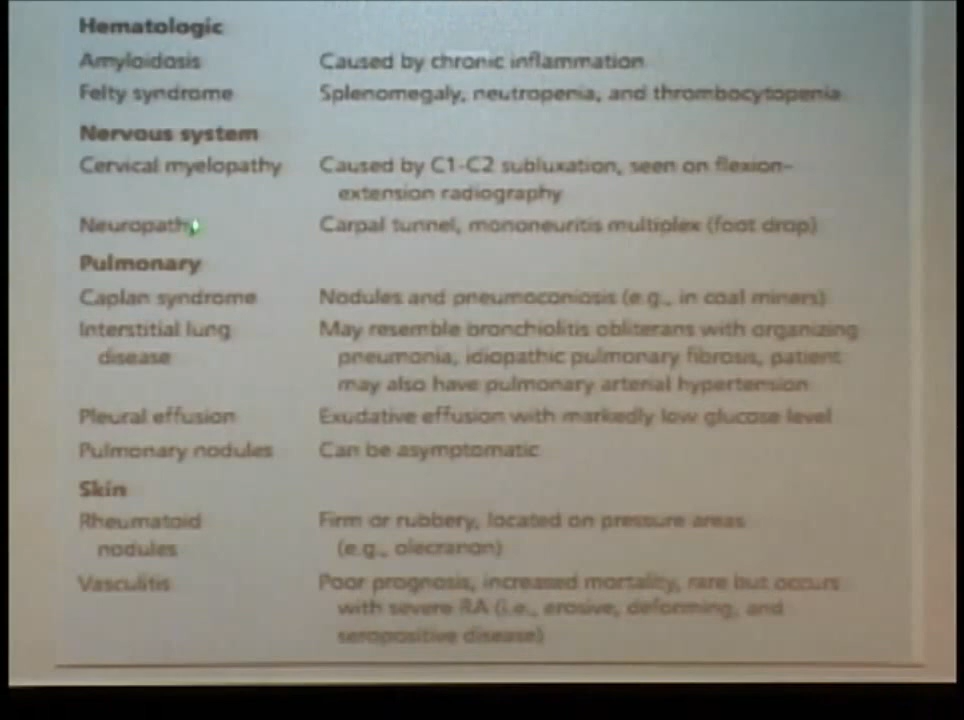 Hematologic
Amyloidosis Caused by chronic inflammation
Felty syndrome Splenomegaly, neutropenia, and thrombocytopenia
Nervous system
Cervical myelopathy Caused by C1-C2 subluxation, seen on flexion-
extension radiography
Neuropathy Carpal tunnel, mononeuritis multiplex (foot drop)
Pulmonary
Caplan syndrome Nodules and pneumoconiosis (e.g., in coal miners)
Interstitial lung May resemble bronchiolitis obliterans with organizing
disease pneumonia, idiopathic pulmonary fibrosis, patient
may also have pulmonary arterial hypertension
Pleural effusion Exudative effusion with markedly low glucose level
Pulmonary nodules Can be asymptomatic
Skin
Rheumatoid Firm or rubbery, located on pressure areas
nodules (e.g., olecranon)
Vasculitis Poor prognosis, increased mortality, rare but occurs
with severe RA (i.e., erosive, deforming, and
seropositive disease)